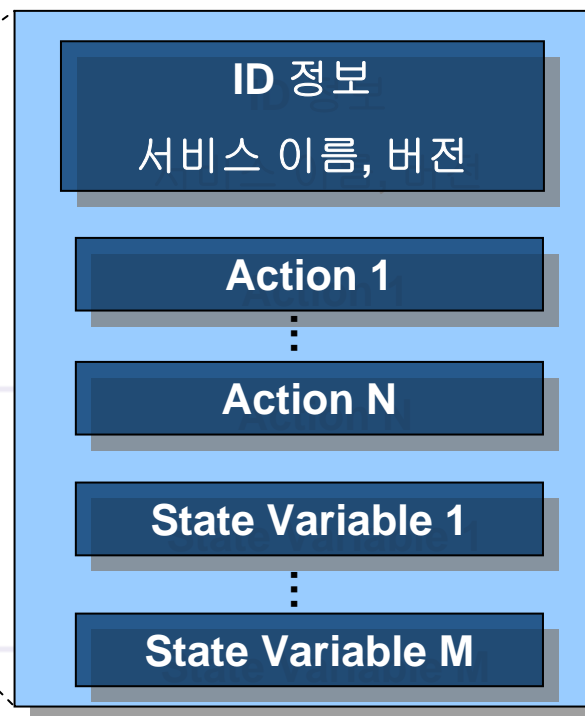 ID 정보
서비스 이름, 버전
Action 1
Action N
State Variable 1
State Variable M